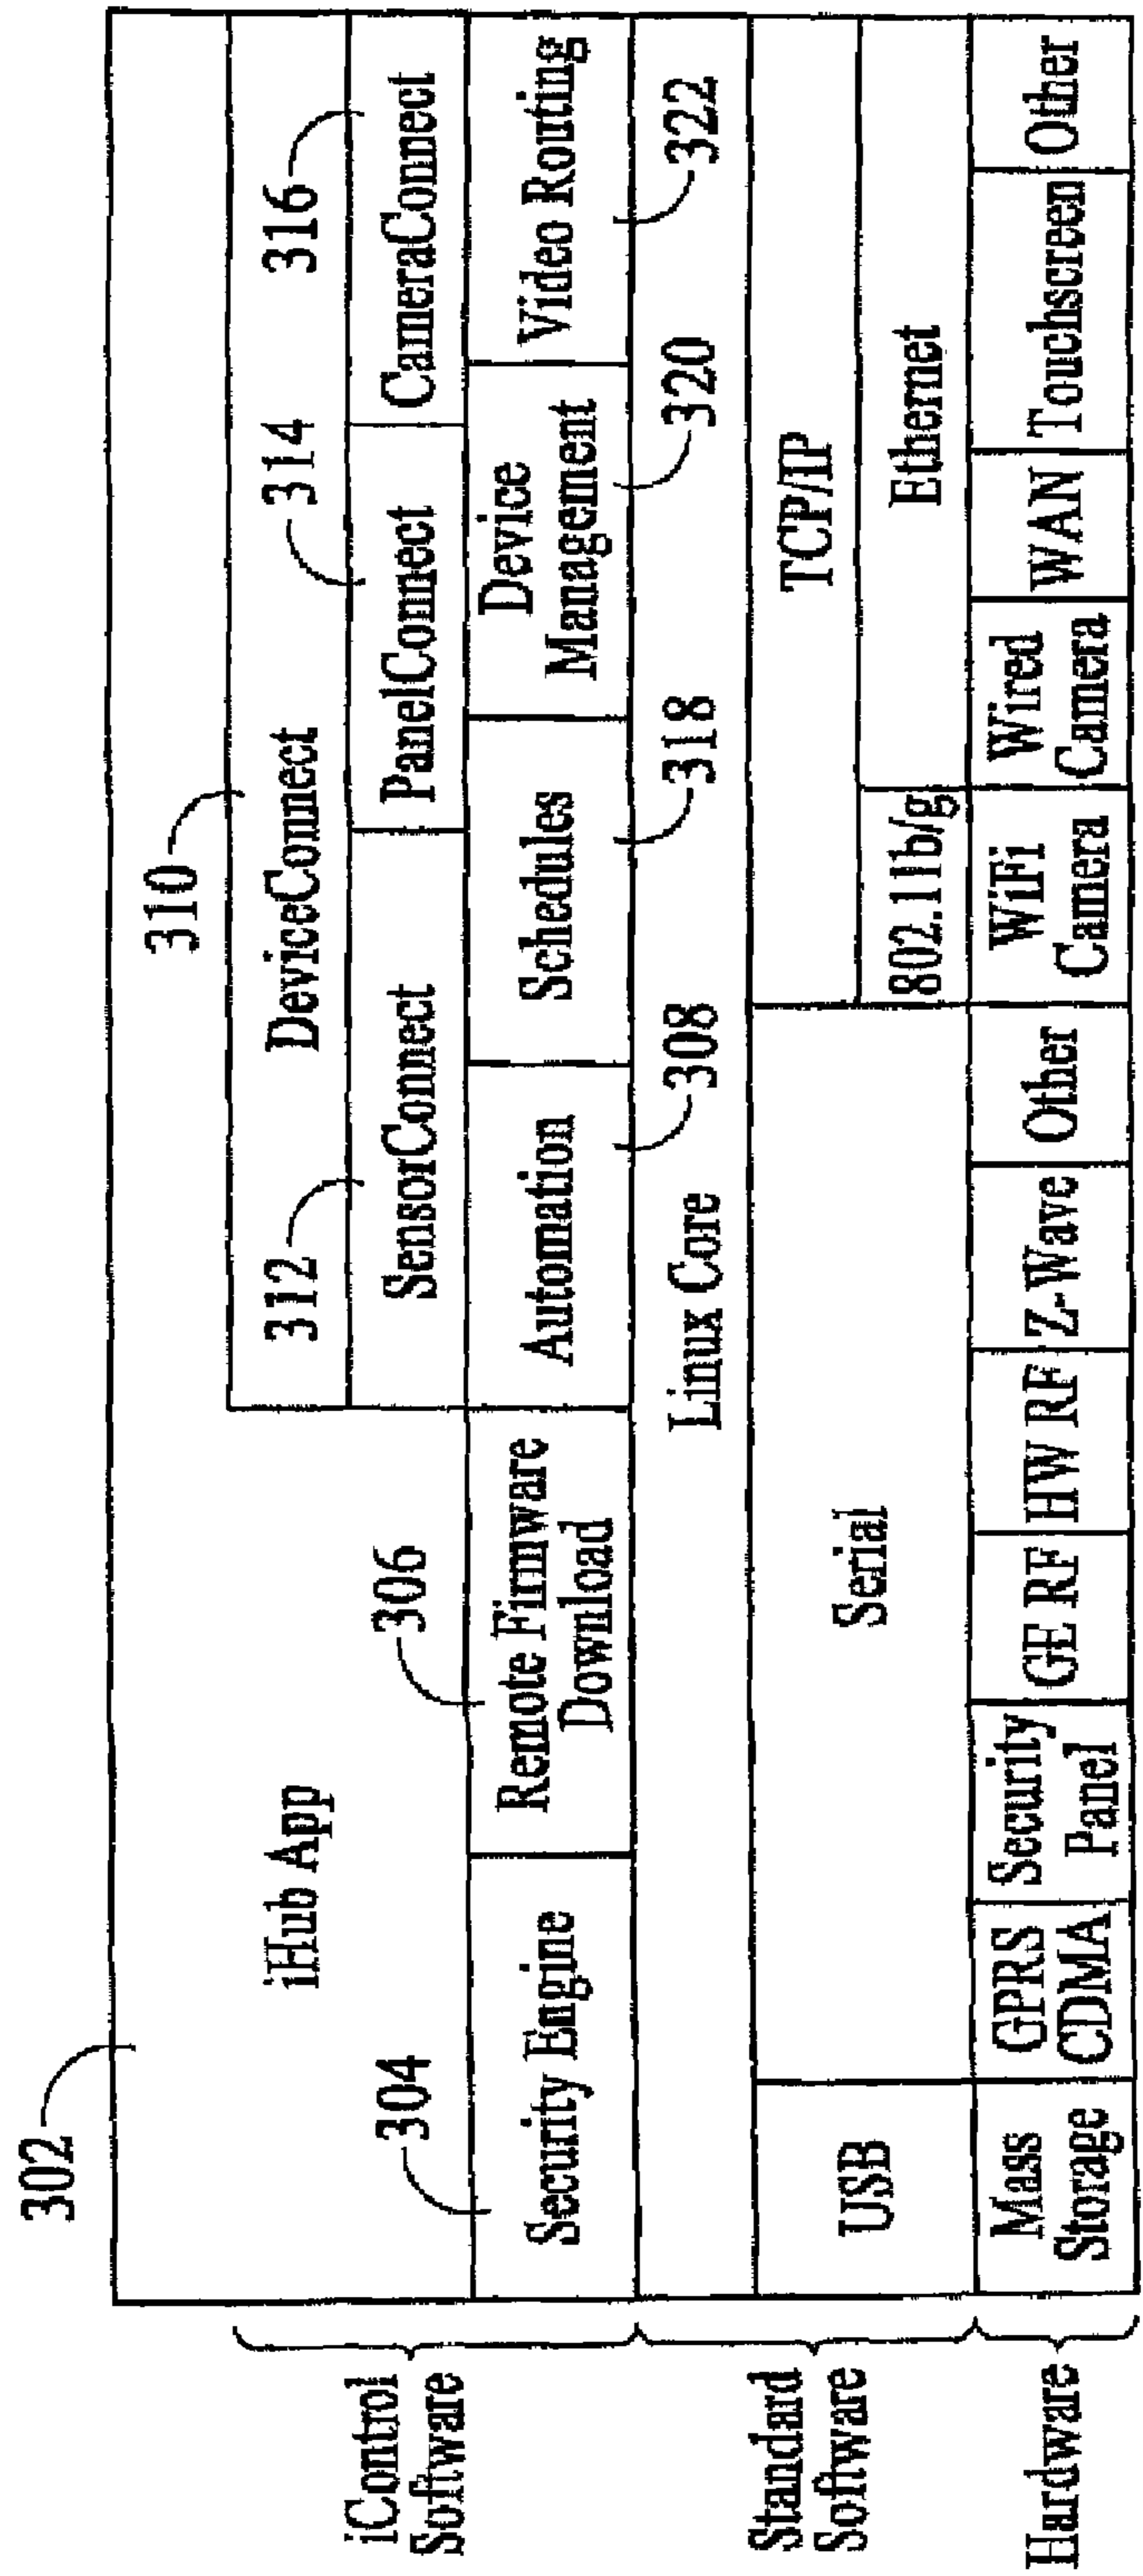 302
310
iHub App
DeviceConnect
312
314
316
304
306
SensorConnect
PanelConnect
CameraConnect
Security Engine
Remote Firmware
Download
Automation
Schedules
Device
Management
Video Routing
308
318
320
322
Linux Core
USB
Serial
TCP/IP
802.11b/g
Ethernet
Mass
Storage
GPRS
CDMA
Security
Panel
GE RF
HW RF
Z-Wave
Other
WiFi
Camera
Wired
Camera
WAN
Touchscreen
Other
iControl
Software
Standard
Software
Hardware